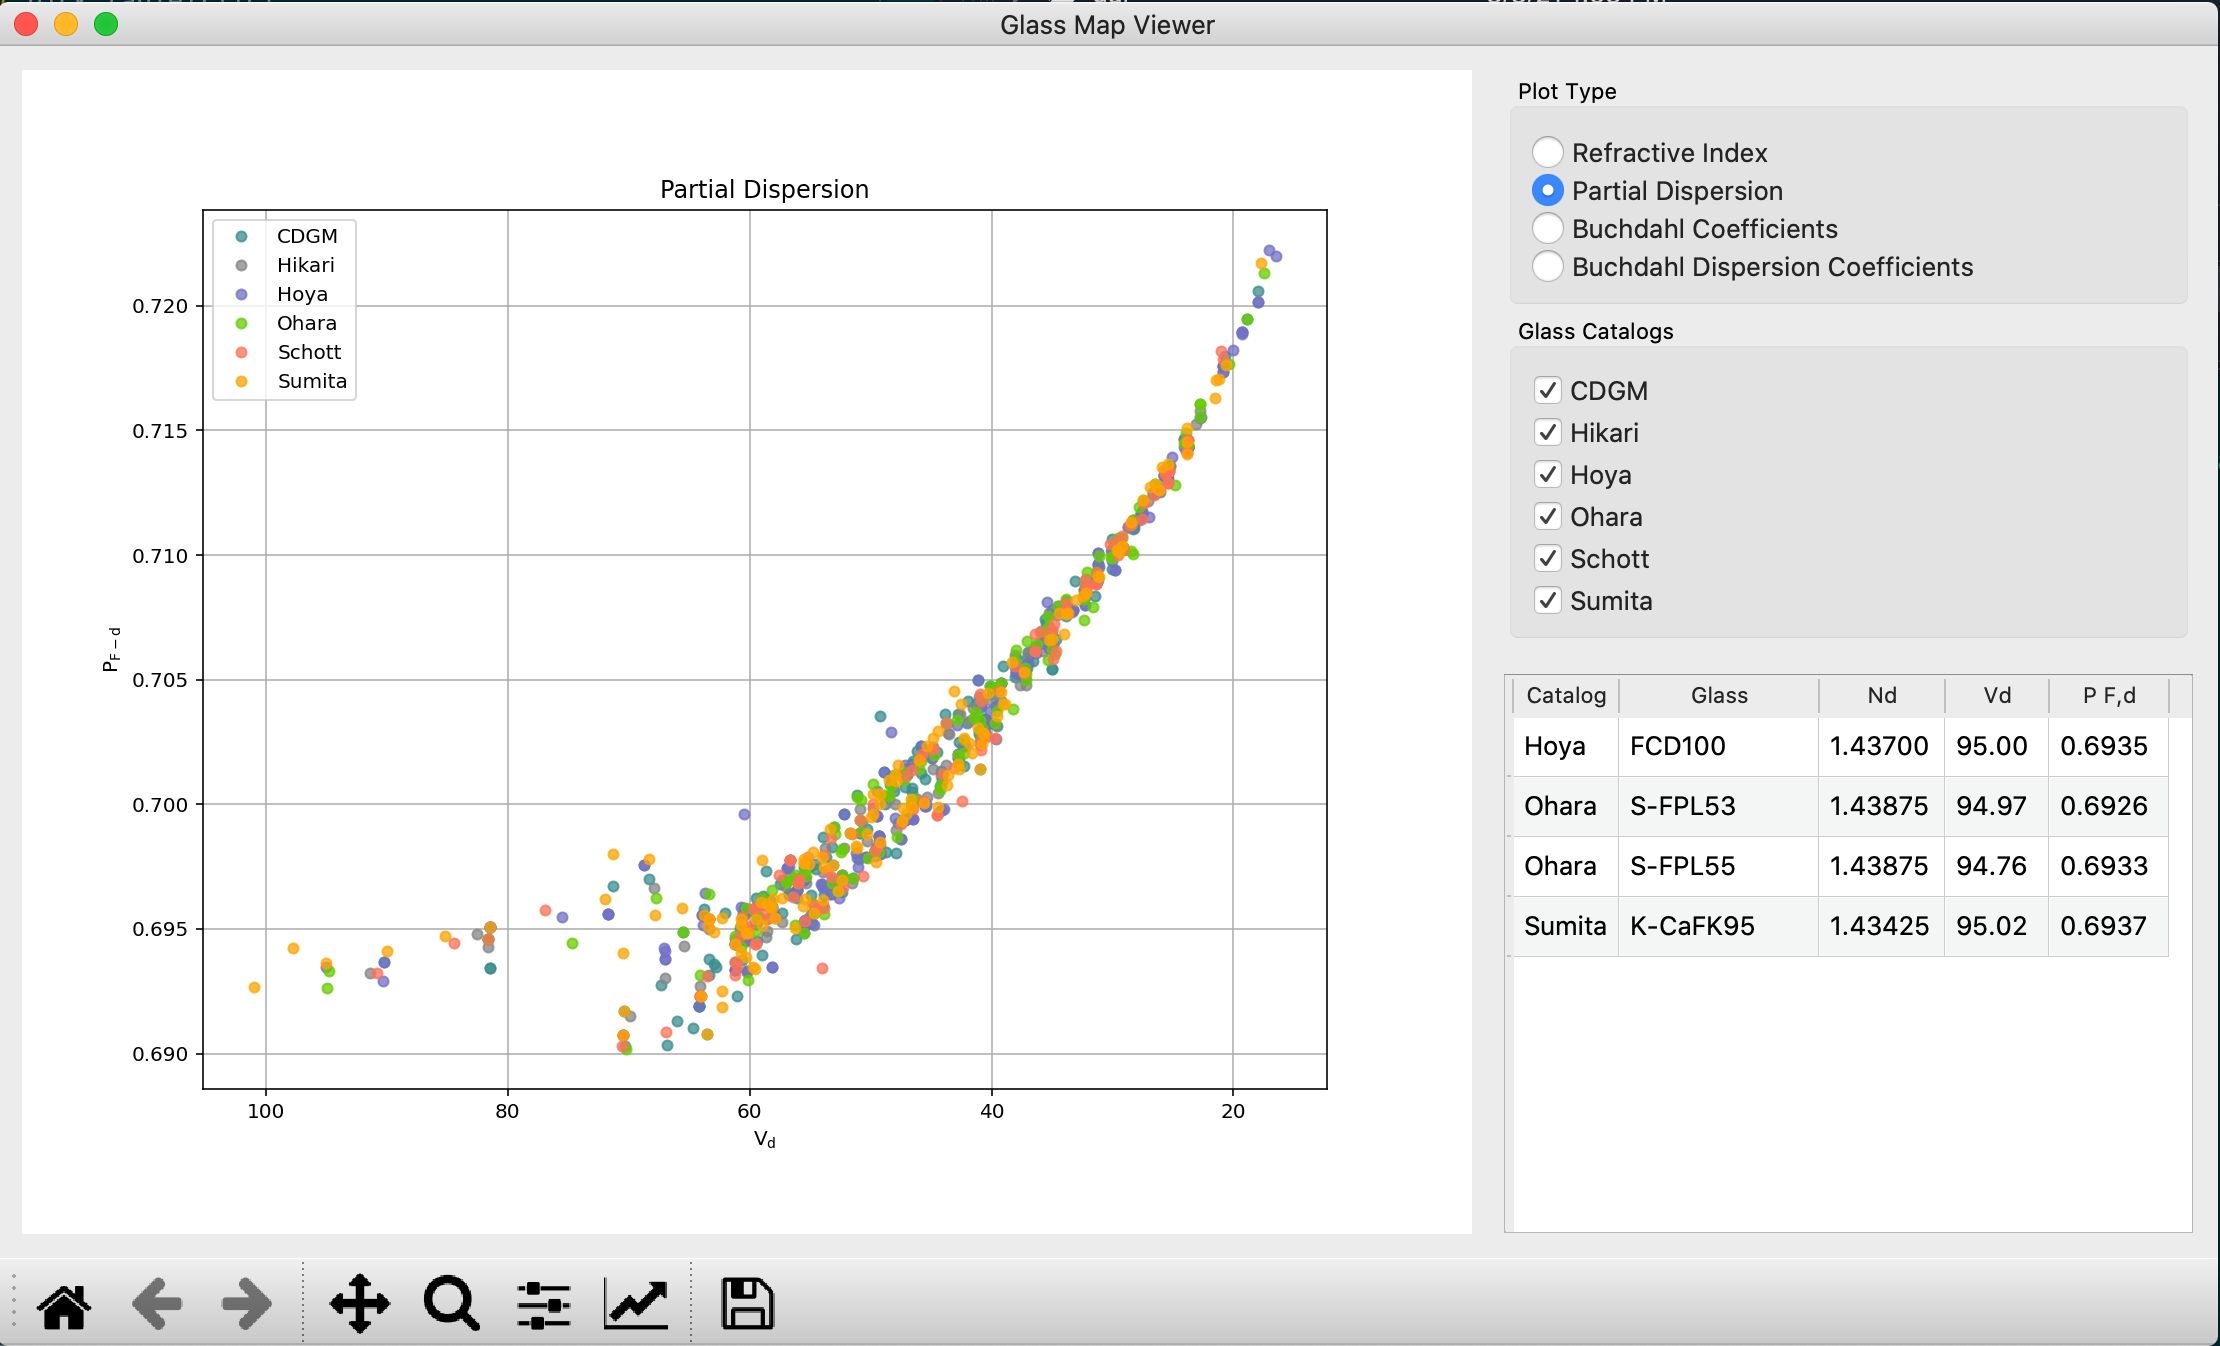 Glass Map Viewer
Partial Dispersion
CDGM
Hikari
Hoya
Ohara
Schott
Sumita
0.720
0.715
0.710
0.705
0.700
0.695
0.690
P F−d
100 80 60 40 20
V d
Plot Type
Refractive Index
Partial Dispersion
Buchdahl Coefficients
Buchdahl Dispersion Coefficients
Glass Catalogs
CDGM
Hikari
Hoya
Ohara
Schott
Sumita
Catalog Glass Nd Vd P F,d
Hoya FCD100 1.43700 95.00 0.6935
Ohara S-FPL53 1.43875 94.97 0.6926
Ohara S-FPL55 1.43875 94.76 0.6933
Sumita K-CaFK95 1.43425 95.02 0.6937